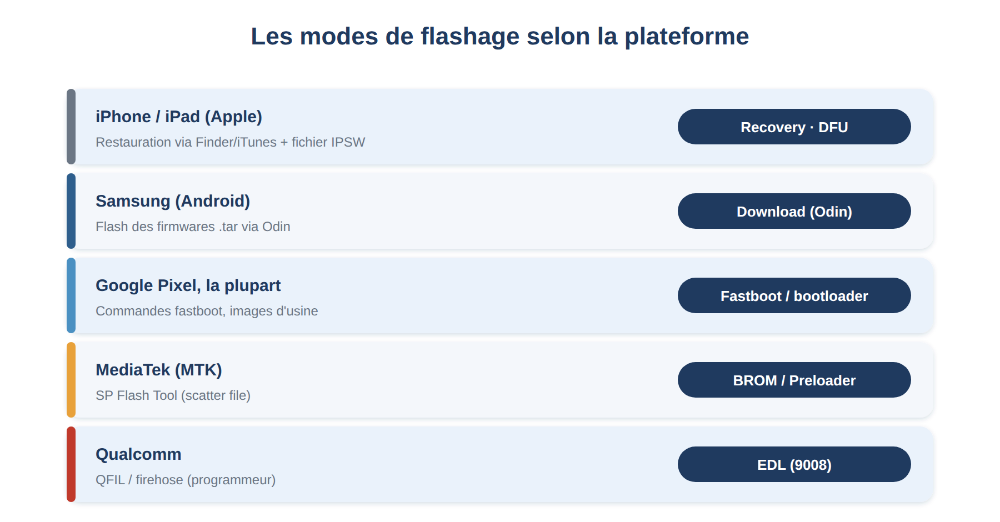 Les modes de flashage selon la plateforme
iPhone / iPad (Apple)
Restauration via Finder/iTunes + fichier IPSW
Recovery · DFU
Samsung (Android)
Flash des firmwares .tar via Odin
Download (Odin)
Google Pixel, la plupart
Commandes fastboot, images d'usine
Fastboot / bootloader
MediaTek (MTK)
SP Flash Tool (scatter file)
BROM / Preloader
Qualcomm
QFIL / firehose (programmeur)
EDL (9008)